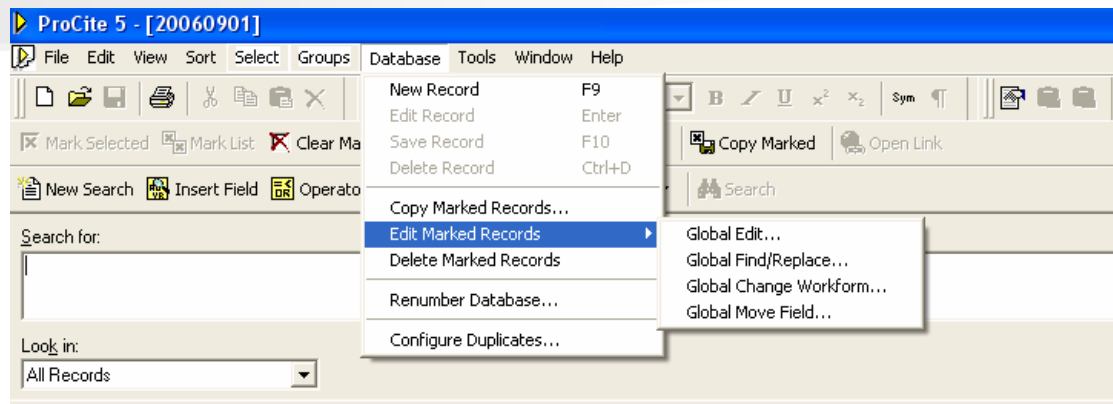 ProCite 5 - [20060901]
File Edit View Sort Select Groups Database Tools Window Help
New Record F9
B I U x² x₂ Sym ¶
Edit Record Enter
Mark Selected Mark List Clear Ma
Save Record F10
Copy Marked Open Link
Delete Record Ctrl+D
New Search Insert Field Operato
Search
Copy Marked Records...
Search for:
Edit Marked Records
Global Edit...
Delete Marked Records
Global Find/Replace...
Global Change Workform...
Renumber Database...
Global Move Field...
Configure Duplicates...
Look in:
All Records